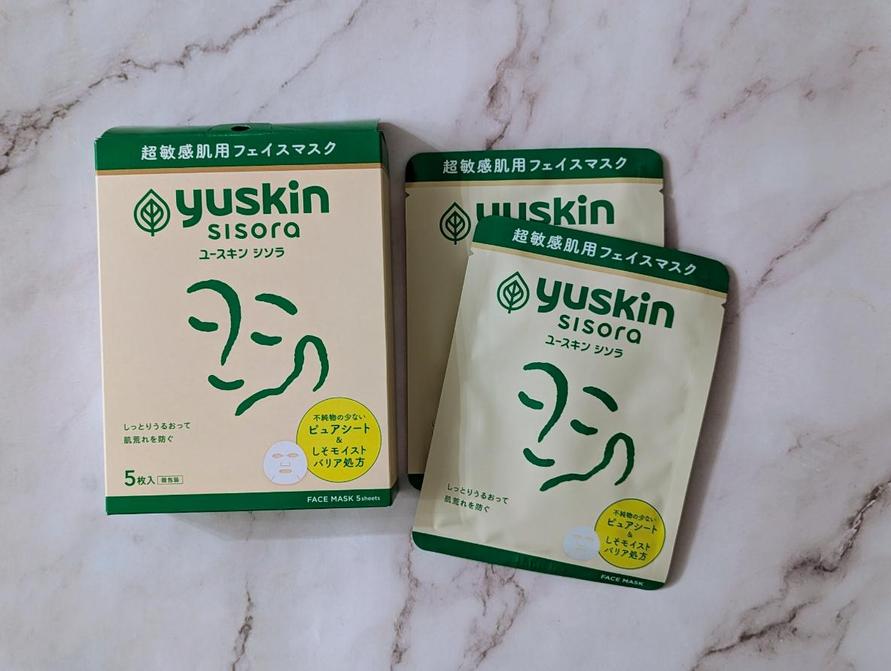 超敏感肌用フェイスマスク
yuskin
sisora
ユースキン シソラ
しっとりうるおって
肌荒れを防ぐ
不純物の少ない
ピュアシート
&
しそモイスト
バリア処方
5枚入 個包装
FACE MASK 5sheets
超敏感肌用フェイスマスク
yuskin
超敏感肌用フェイスマスク
yuskin
sisora
ユースキン シソラ
しっとりうるおって
肌荒れを防ぐ
不純物の少ない
ピュアシート
&
しそモイスト
バリア処方
FACE MASK